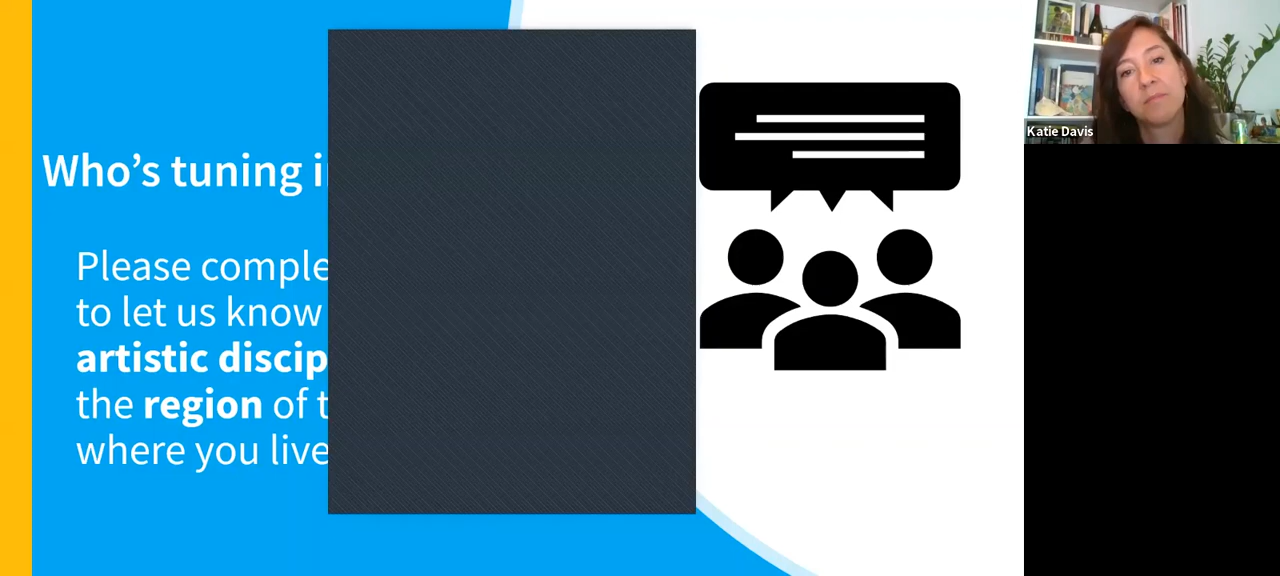 Who’s tuning i
Please comple
to let us know
artistic discip
the region of t
where you live
Katie Davis